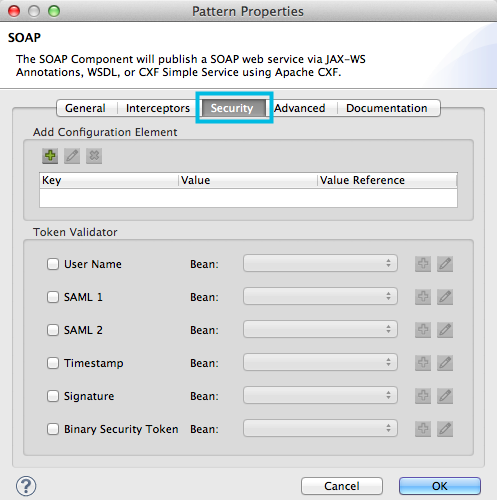 Pattern Properties
SOAP
The SOAP Component will publish a SOAP web service via JAX-WS
Annotations, WSDL, or CXF Simple Service using Apache CXF.
General Interceptors Security Advanced Documentation
Add Configuration Element
Key Value Value Reference
Token Validator
User Name Bean:
SAML 1 Bean:
SAML 2 Bean:
Timestamp Bean:
Signature Bean:
Binary Security Token Bean:
? Cancel OK